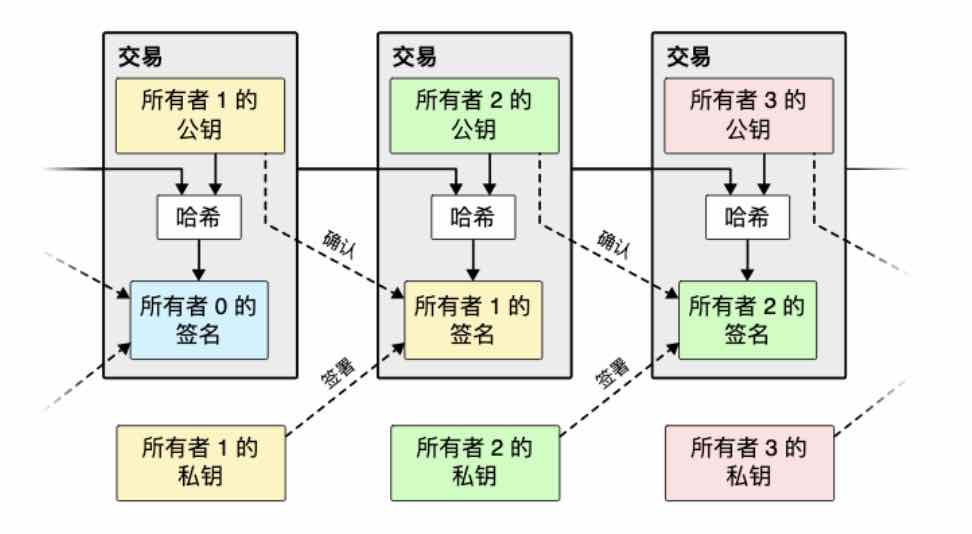 交易
交易
交易
所有者 1 的
公钥
所有者 2 的
公钥
所有者 3 的
公钥
哈希
哈希
哈希
确认
确认
所有者 0 的
签名
所有者 1 的
签名
所有者 2 的
签名
签署
签署
所有者 1 的
私钥
所有者 2 的
私钥
所有者 3 的
私钥